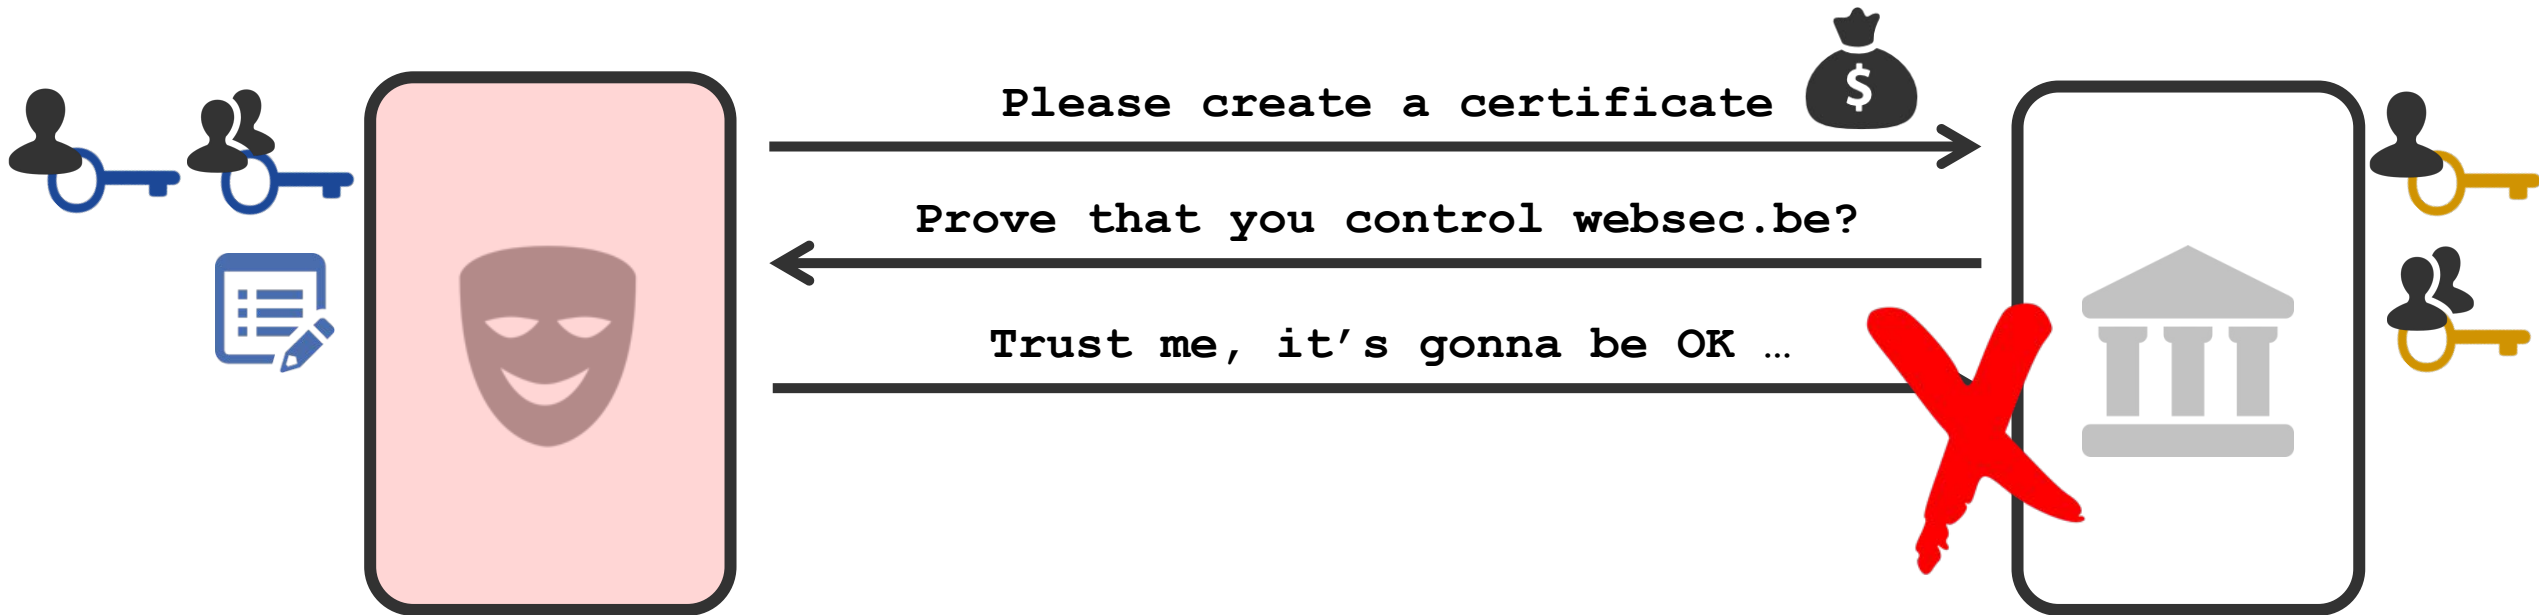 Please create a certificate
$
Prove that you control websec.be?
Trust me, it’s gonna be OK …